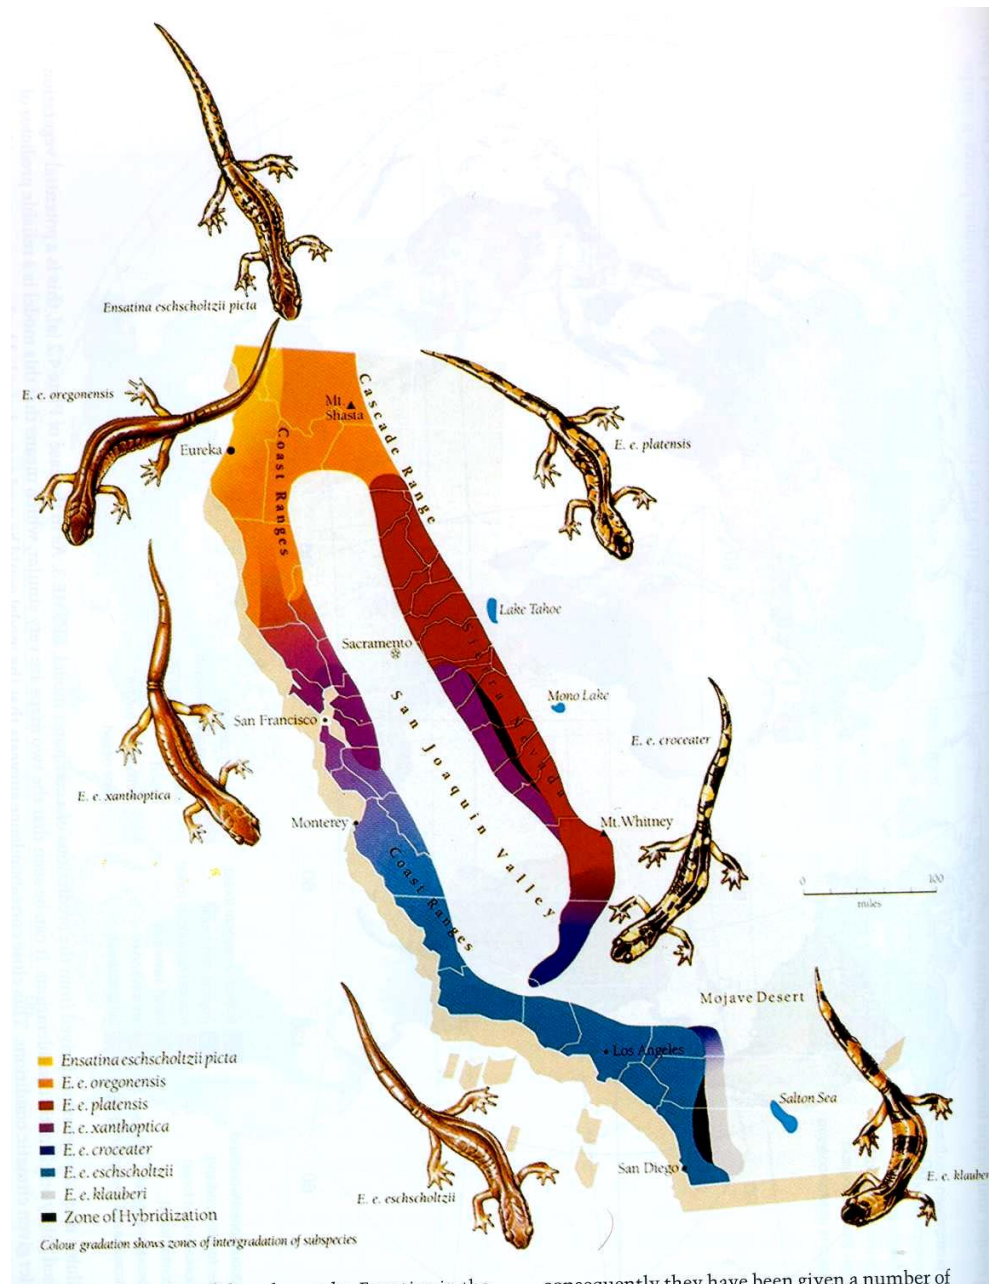 Ensatina eschscholtzii picta
E. e. oregonensis
Cascade Range
Mt.
Shasta
E. e. platensis
Eureka
Coast Ranges
Lake Tahoe
Sacramento
Sierra Nevada
Mono Lake
San Francisco
San Joaquin Valley
E. e. croceater
E. e. xanthoptica
Monterey
Mt. Whitney
Coast Ranges
0 100
miles
Mojave Desert
Los Angeles
Salton Sea
San Diego
E. e. klauber
E. e. eschscholtzii
Ensatina eschscholtzii picta
E. e. oregonensis
E. e. platensis
E. e. xanthoptica
E. e. croceater
E. e. eschscholtzii
E. e. klauberi
Zone of Hybridization
Colour gradation shows zones of intergradation of subspecies
consequently they have been given a number of